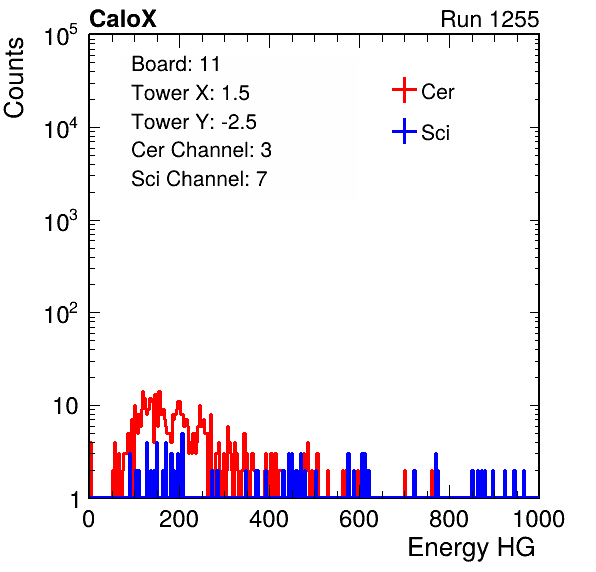 CaloX Run 1255
Counts
Board: 11
Tower X: 1.5
Tower Y: -2.5
Cer Channel: 3
Sci Channel: 7
Cer
Sci
10^5
10^4
10^3
10^2
10
1
0 200 400 600 800 1000
Energy HG